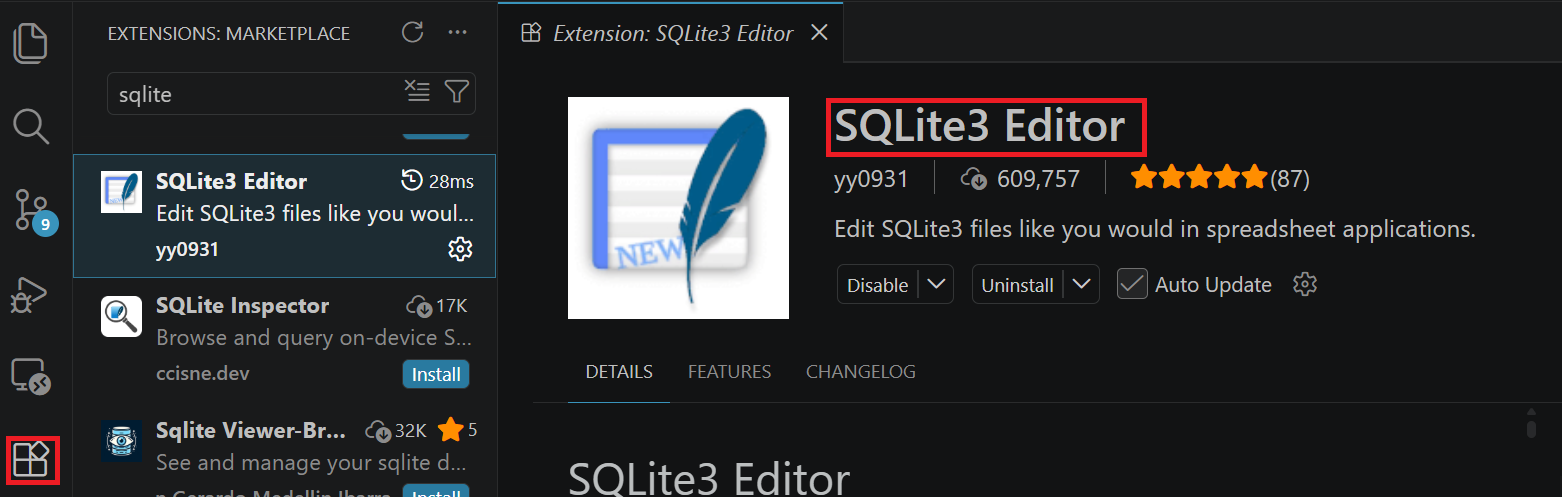 EXTENSIONS: MARKETPLACE
sqlite
SQLite3 Editor 28ms
Edit SQLite3 files like you woul...
yy0931
SQLite Inspector 17K
Browse and query on-device S...
ccisne.dev Install
Sqlite Viewer-Br... 32K 5
See and manage your sqlite d...
n Gerardo Medellin Ibarra Install
9
Extension: SQLite3 Editor
NEW
SQLite3 Editor
yy0931 609,757 (87)
Edit SQLite3 files like you would in spreadsheet applications.
Disable Uninstall Auto Update
DETAILS FEATURES CHANGELOG
SQLite3 Editor